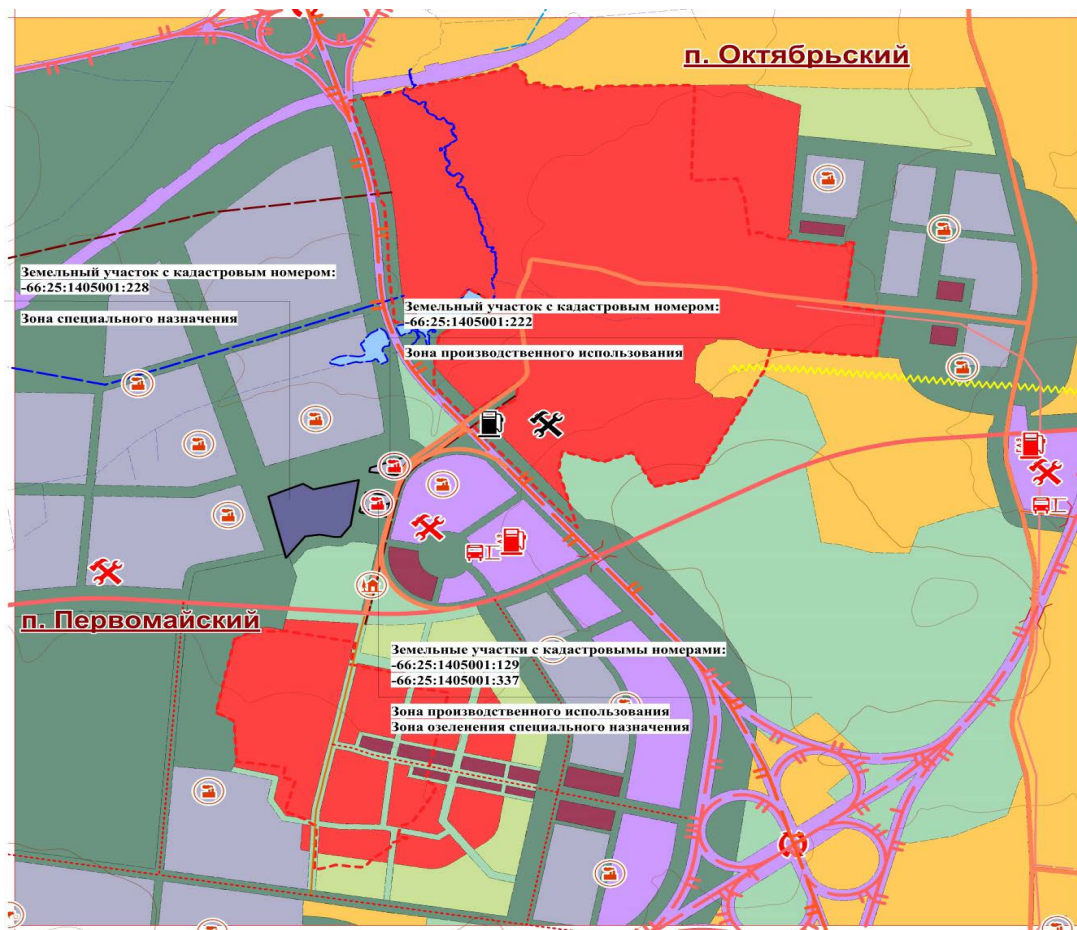 п. Октябрьский
Земельный участок с кадастровым номером:
-66:25:1405001:228
Зона специального назначения
Земельный участок с кадастровым номером:
-66:25:1405001:222
Зона производственного использования
п. Первомайский
Земельные участки с кадастровымы номерами:
-66:25:1405001:129
-66:25:1405001:337
Зона производственного использования
Зона озеленения специального назначения